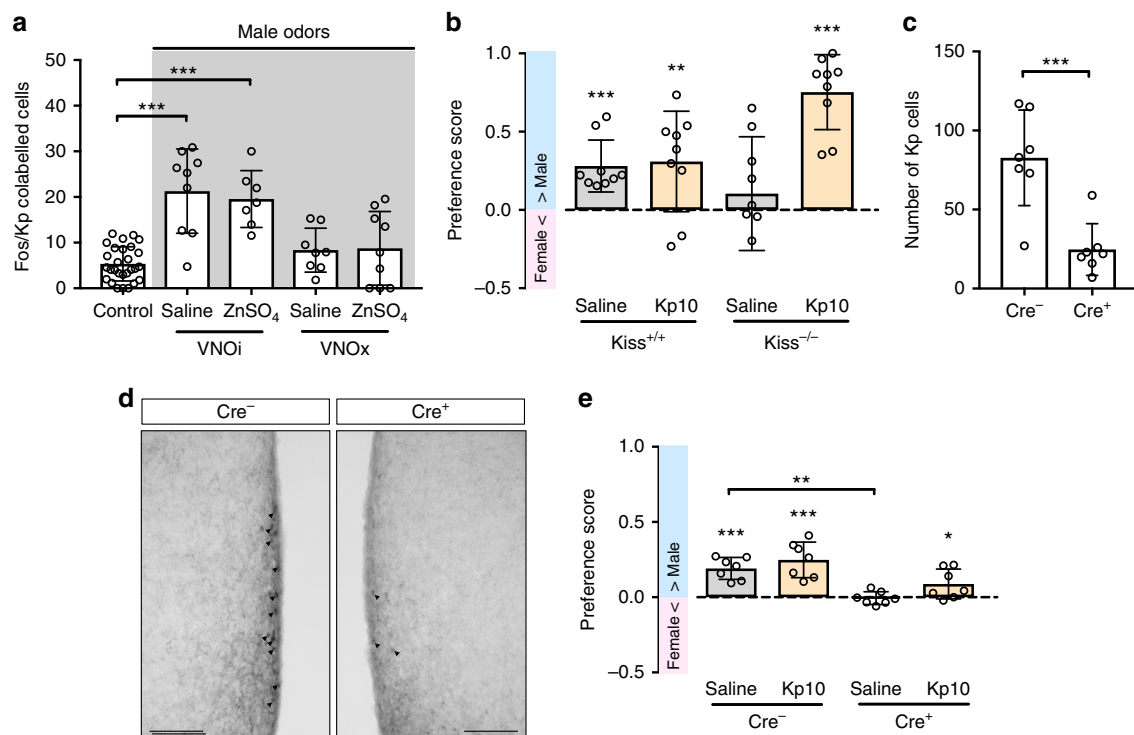 a
Male odors
Fos/Kp colabelled cells
50
40
30
20
10
0
***
***
Control
Saline
ZnSO4
Saline
ZnSO4
VNOi
VNOx
b
Preference score
Female < > Male
1.0
0.5
0.0
–0.5
***
**
***
Saline
Kp10
Saline
Kp10
Kiss+/+
Kiss–/–
c
Number of Kp cells
150
100
50
0
***
Cre–
Cre+
d
Cre–
Cre+
e
Preference score
Female < > Male
1.0
0.5
0.0
–0.5
**
***
***
*
Saline
Kp10
Saline
Kp10
Cre–
Cre+